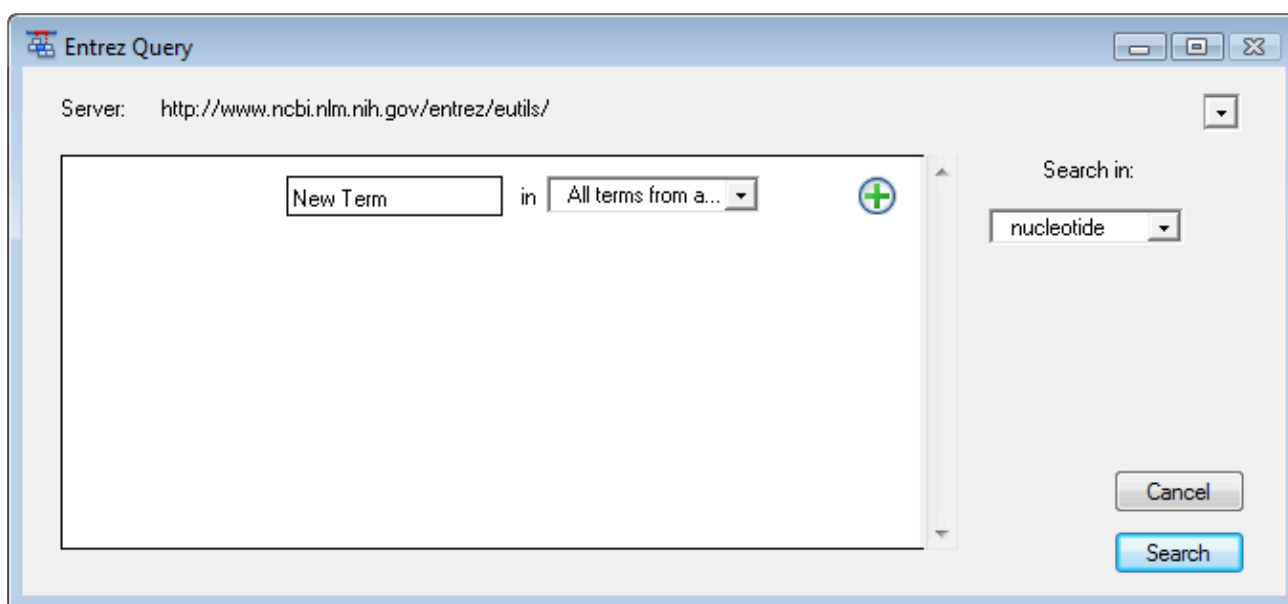 Entrez Query
Server: http://www.ncbi.nlm.nih.gov/entrez/eutils/
Search in:
New Term in All terms from a...
nucleotide
Cancel
Search